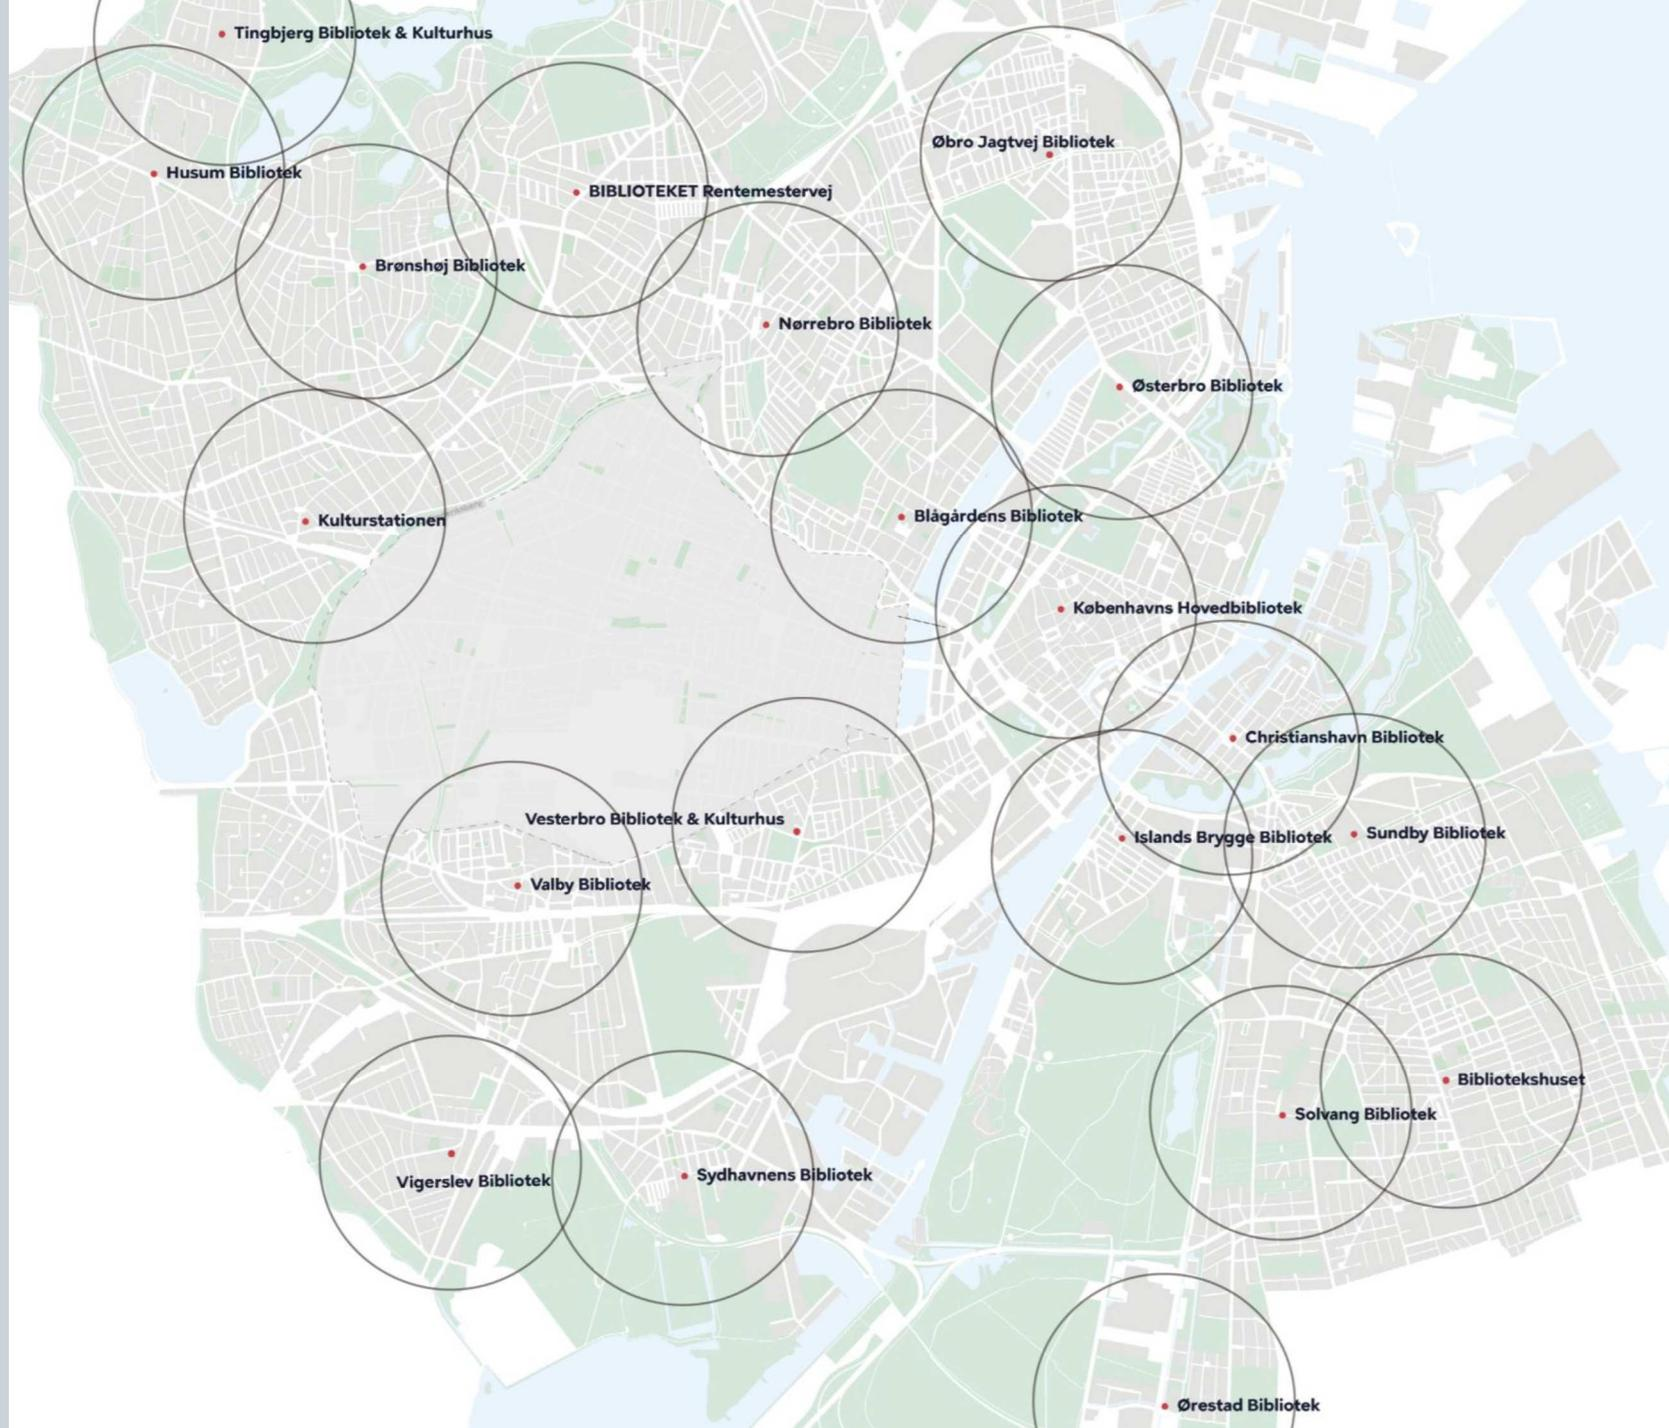 Tingbjerg Bibliotek & Kulturhus
Øbro Jagtvej Bibliotek
Husum Bibliotek
BIBLIOTEKET Rentemestervej
Brønshøj Bibliotek
Nørrebro Bibliotek
Østerbro Bibliotek
Kulturstationen
Blågårdens Bibliotek
Københavns Hovedbibliotek
Christianshavn Bibliotek
Vesterbro Bibliotek & Kulturhus
Islands Brygge Bibliotek
Sundby Bibliotek
Valby Bibliotek
Bibliotekshuset
Solvang Bibliotek
Vigerslev Bibliotek
Sydhavnens Bibliotek
Ørestad Bibliotek